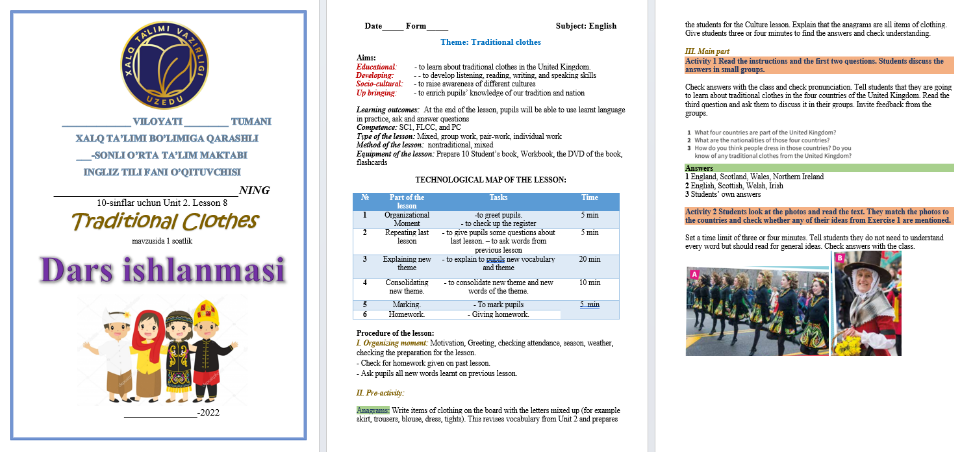 XALQ TA'LIMI VAZIRLIGI
UZEDU
______________ VILOYATI _________ TUMANI
XALQ TA'LIMI BO'LIMIGA QARASHLI
___-SONLI O'RTA TA'LIM MAKTABI
INGLIZ TILI FANI O'QITUVCHISI
_____________________________________NING
10-sinflar uchun Unit 2. Lesson 8
Traditional Clothes
mavzusida 1 soatlik
Dars ishlanmasi
________________-2022
Date_____ Form_____ Subject: English
Theme: Traditional clothes
Aims:
Educational: - to learn about traditional clothes in the United Kingdom.
Developing: - - to develop listening, reading, writing, and speaking skills
Socio-cultural: - to raise awareness of different cultures
Up bringing: - to enrich pupils' knowledge of our tradition and nation
Learning outcomes: At the end of the lesson, pupils will be able to use learnt language
in practice, ask and answer questions
Competence: SC1, FLCC, and PC
Type of the lesson: Mixed, group work, pair-work, individual work
Method of the lesson: nontraditional, mixed
Equipment of the lesson: Prepare 10 Student's book, Workbook, the DVD of the book,
flashcards
TECHNOLOGICAL MAP OF THE LESSON:
№ Part of the lesson Tasks Time
1 Organizational Moment -to greet pupils. - to check up the register 5 min
2 Repeating last lesson - to give pupils some questions about last lesson. – to ask words from previous lesson 5 min
3 Explaining new theme - to explain to pupils new vocabulary and theme 20 min
4 Consolidating new theme. - to consolidate new theme and new words of the theme. 10 min
5 Marking. - To mark pupils 5 min
6 Homework. - Giving homework.
Procedure of the lesson:
I. Organizing moment: Motivation, Greeting, checking attendance, season, weather,
checking the preparation for the lesson.
- Check for homework given on past lesson.
- Ask pupils all new words learnt on previous lesson.
II. Pre-activity:
Anagrams: Write items of clothing on the board with the letters mixed up (for example
skirt, trousers, blouse, dress, tights). This revises vocabulary from Unit 2 and prepares
the students for the Culture lesson. Explain that the anagrams are all items of clothing.
Give students three or four minutes to find the answers and check understanding.
III. Main part
Activity 1 Read the instructions and the first two questions. Students discuss the
answers in small groups.
Check answers with the class and check pronunciation. Tell students that they are going
to learn about traditional clothes in the four countries of the United Kingdom. Read the
third question and ask them to discuss it in their groups. Invite feedback from the
groups.
1 What four countries are part of the United Kingdom?
2 What are the nationalities of those four countries?
3 How do you think people dress in those countries? Do you
know of any traditional clothes from the United Kingdom?
Answers
1 England, Scotland, Wales, Northern Ireland
2 English, Scottish, Welsh, Irish
3 Students' own answers
Activity 2 Students look at the photos and read the text. They match the photos to
the countries and check whether any of their ideas from Exercise 1 are mentioned.
Set a time limit of three or four minutes. Tell students they do not need to understand
every word but should read for general ideas. Check answers with the class.
A
B